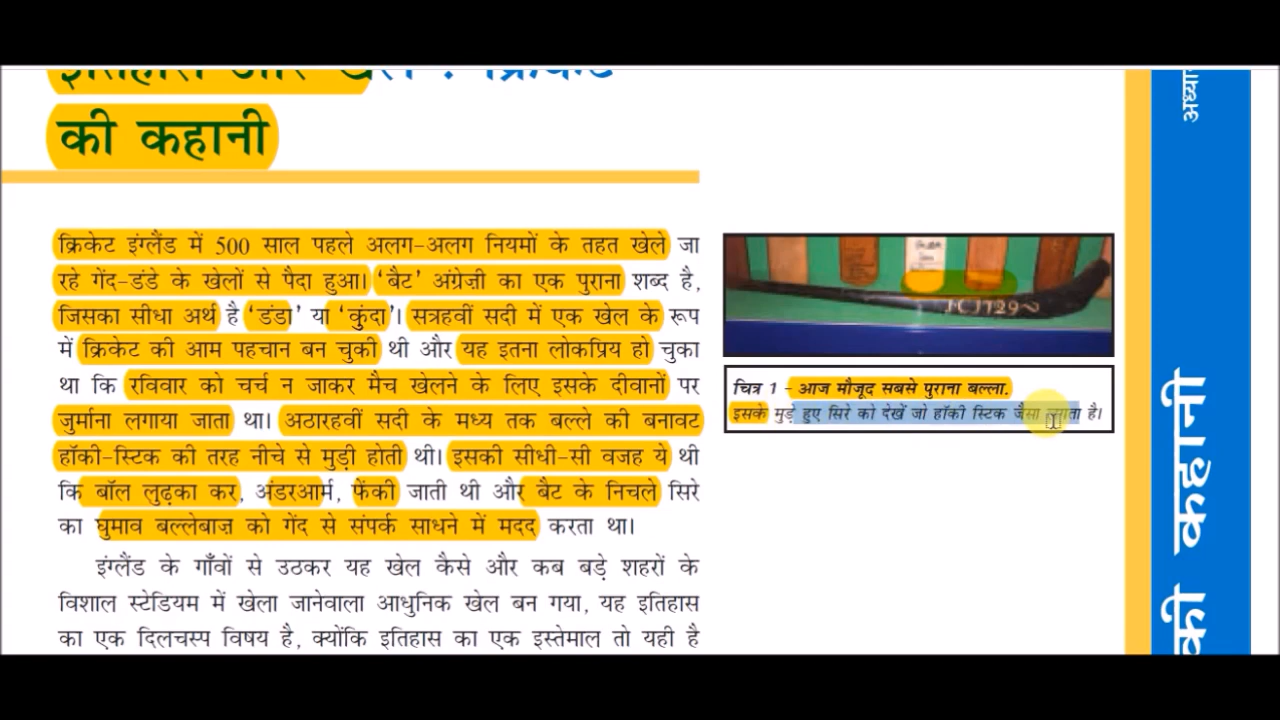 इतिहास और खेल : क्रिकेट
की कहानी
क्रिकेट इंग्लैंड में 500 साल पहले अलग-अलग नियमों के तहत खेले जा
रहे गेंद-डंडे के खेलों से पैदा हुआ। ‘बैट’ अंग्रेज़ी का एक पुराना शब्द है,
जिसका सीधा अर्थ है ‘डंडा’ या ‘कुंदा’। सत्रहवीं सदी में एक खेल के रूप
में क्रिकेट की आम पहचान बन चुकी थी और यह इतना लोकप्रिय हो चुका
था कि रविवार को चर्च न जाकर मैच खेलने के लिए इसके दीवानों पर
जुर्माना लगाया जाता था। अठारहवीं सदी के मध्य तक बल्ले की बनावट
हॉकी-स्टिक की तरह नीचे से मुड़ी होती थी। इसकी सीधी-सी वजह ये थी
कि बॉल लुढ़का कर, अंडरआर्म, फेंकी जाती थी और बैट के निचले सिरे
का घुमाव बल्लेबाज़ को गेंद से संपर्क साधने में मदद करता था।
इंग्लैंड के गाँवों से उठकर यह खेल कैसे और कब बड़े शहरों के
विशाल स्टेडियम में खेला जानेवाला आधुनिक खेल बन गया, यह इतिहास
का एक दिलचस्प विषय है, क्योंकि इतिहास का एक इस्तेमाल तो यही है
चित्र 1 - आज मौजूद सबसे पुराना बल्ला.
इसके मुड़े हुए सिरे को देखें जो हॉकी स्टिक जैसा लगता है।
अध्या
की कहानी